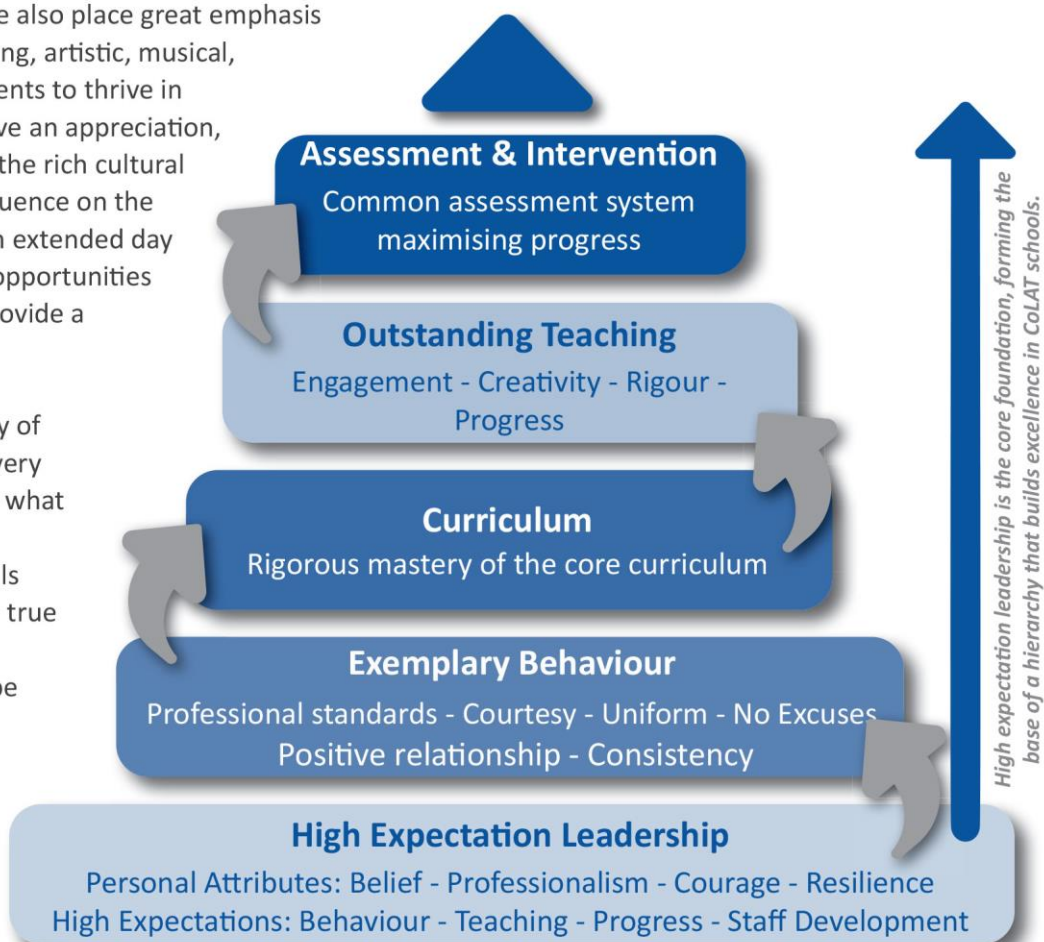 e also place great emphasis
ng, artistic, musical,
ents to thrive in
ve an appreciation,
the rich cultural
uence on the
n extended day
opportunities
ovide a
y of
very
what
ls
true
be
Assessment & Intervention
Common assessment system
maximising progress
Outstanding Teaching
Engagement - Creativity - Rigour -
Progress
Curriculum
Rigorous mastery of the core curriculum
Exemplary Behaviour
Professional standards - Courtesy - Uniform - No Excuses
Positive relationship - Consistency
High Expectation Leadership
Personal Attributes: Belief - Professionalism - Courage - Resilience
High Expectations: Behaviour - Teaching - Progress - Staff Development
High expectation leadership is the core foundation, forming the
base of a hierarchy that builds excellence in CoLAT schools.